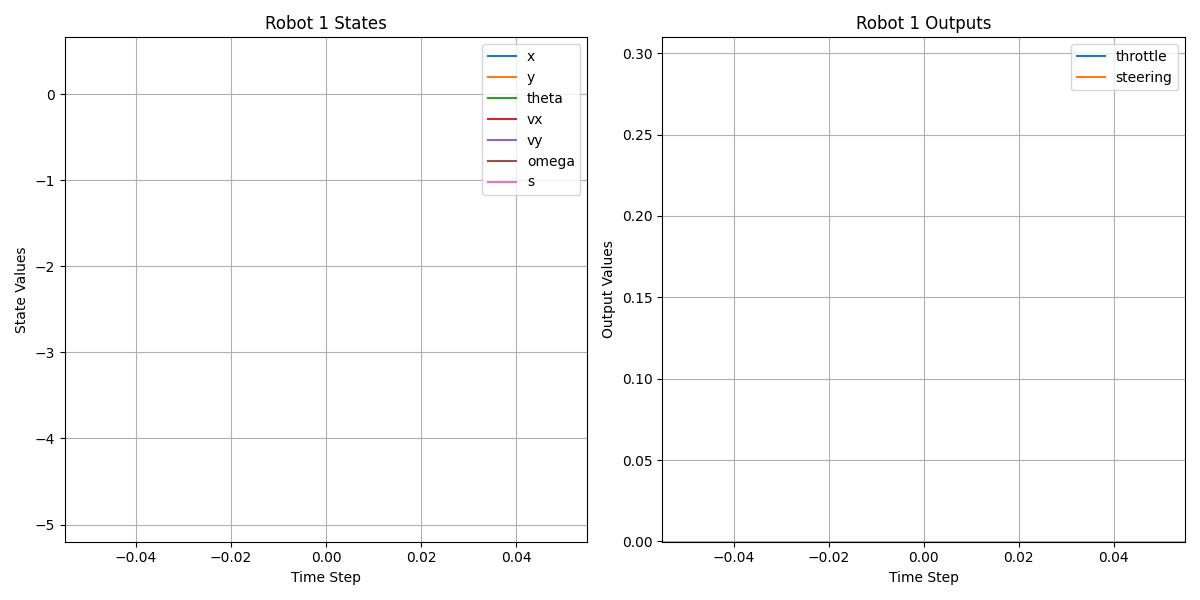 Robot 1 States
x
y
theta
vx
vy
omega
s
0
−1
−2
−3
−4
−5
State Values
−0.04 −0.02 0.00 0.02 0.04
Time Step
Robot 1 Outputs
throttle
steering
0.30
0.25
0.20
0.15
0.10
0.05
0.00
Output Values
−0.04 −0.02 0.00 0.02 0.04
Time Step